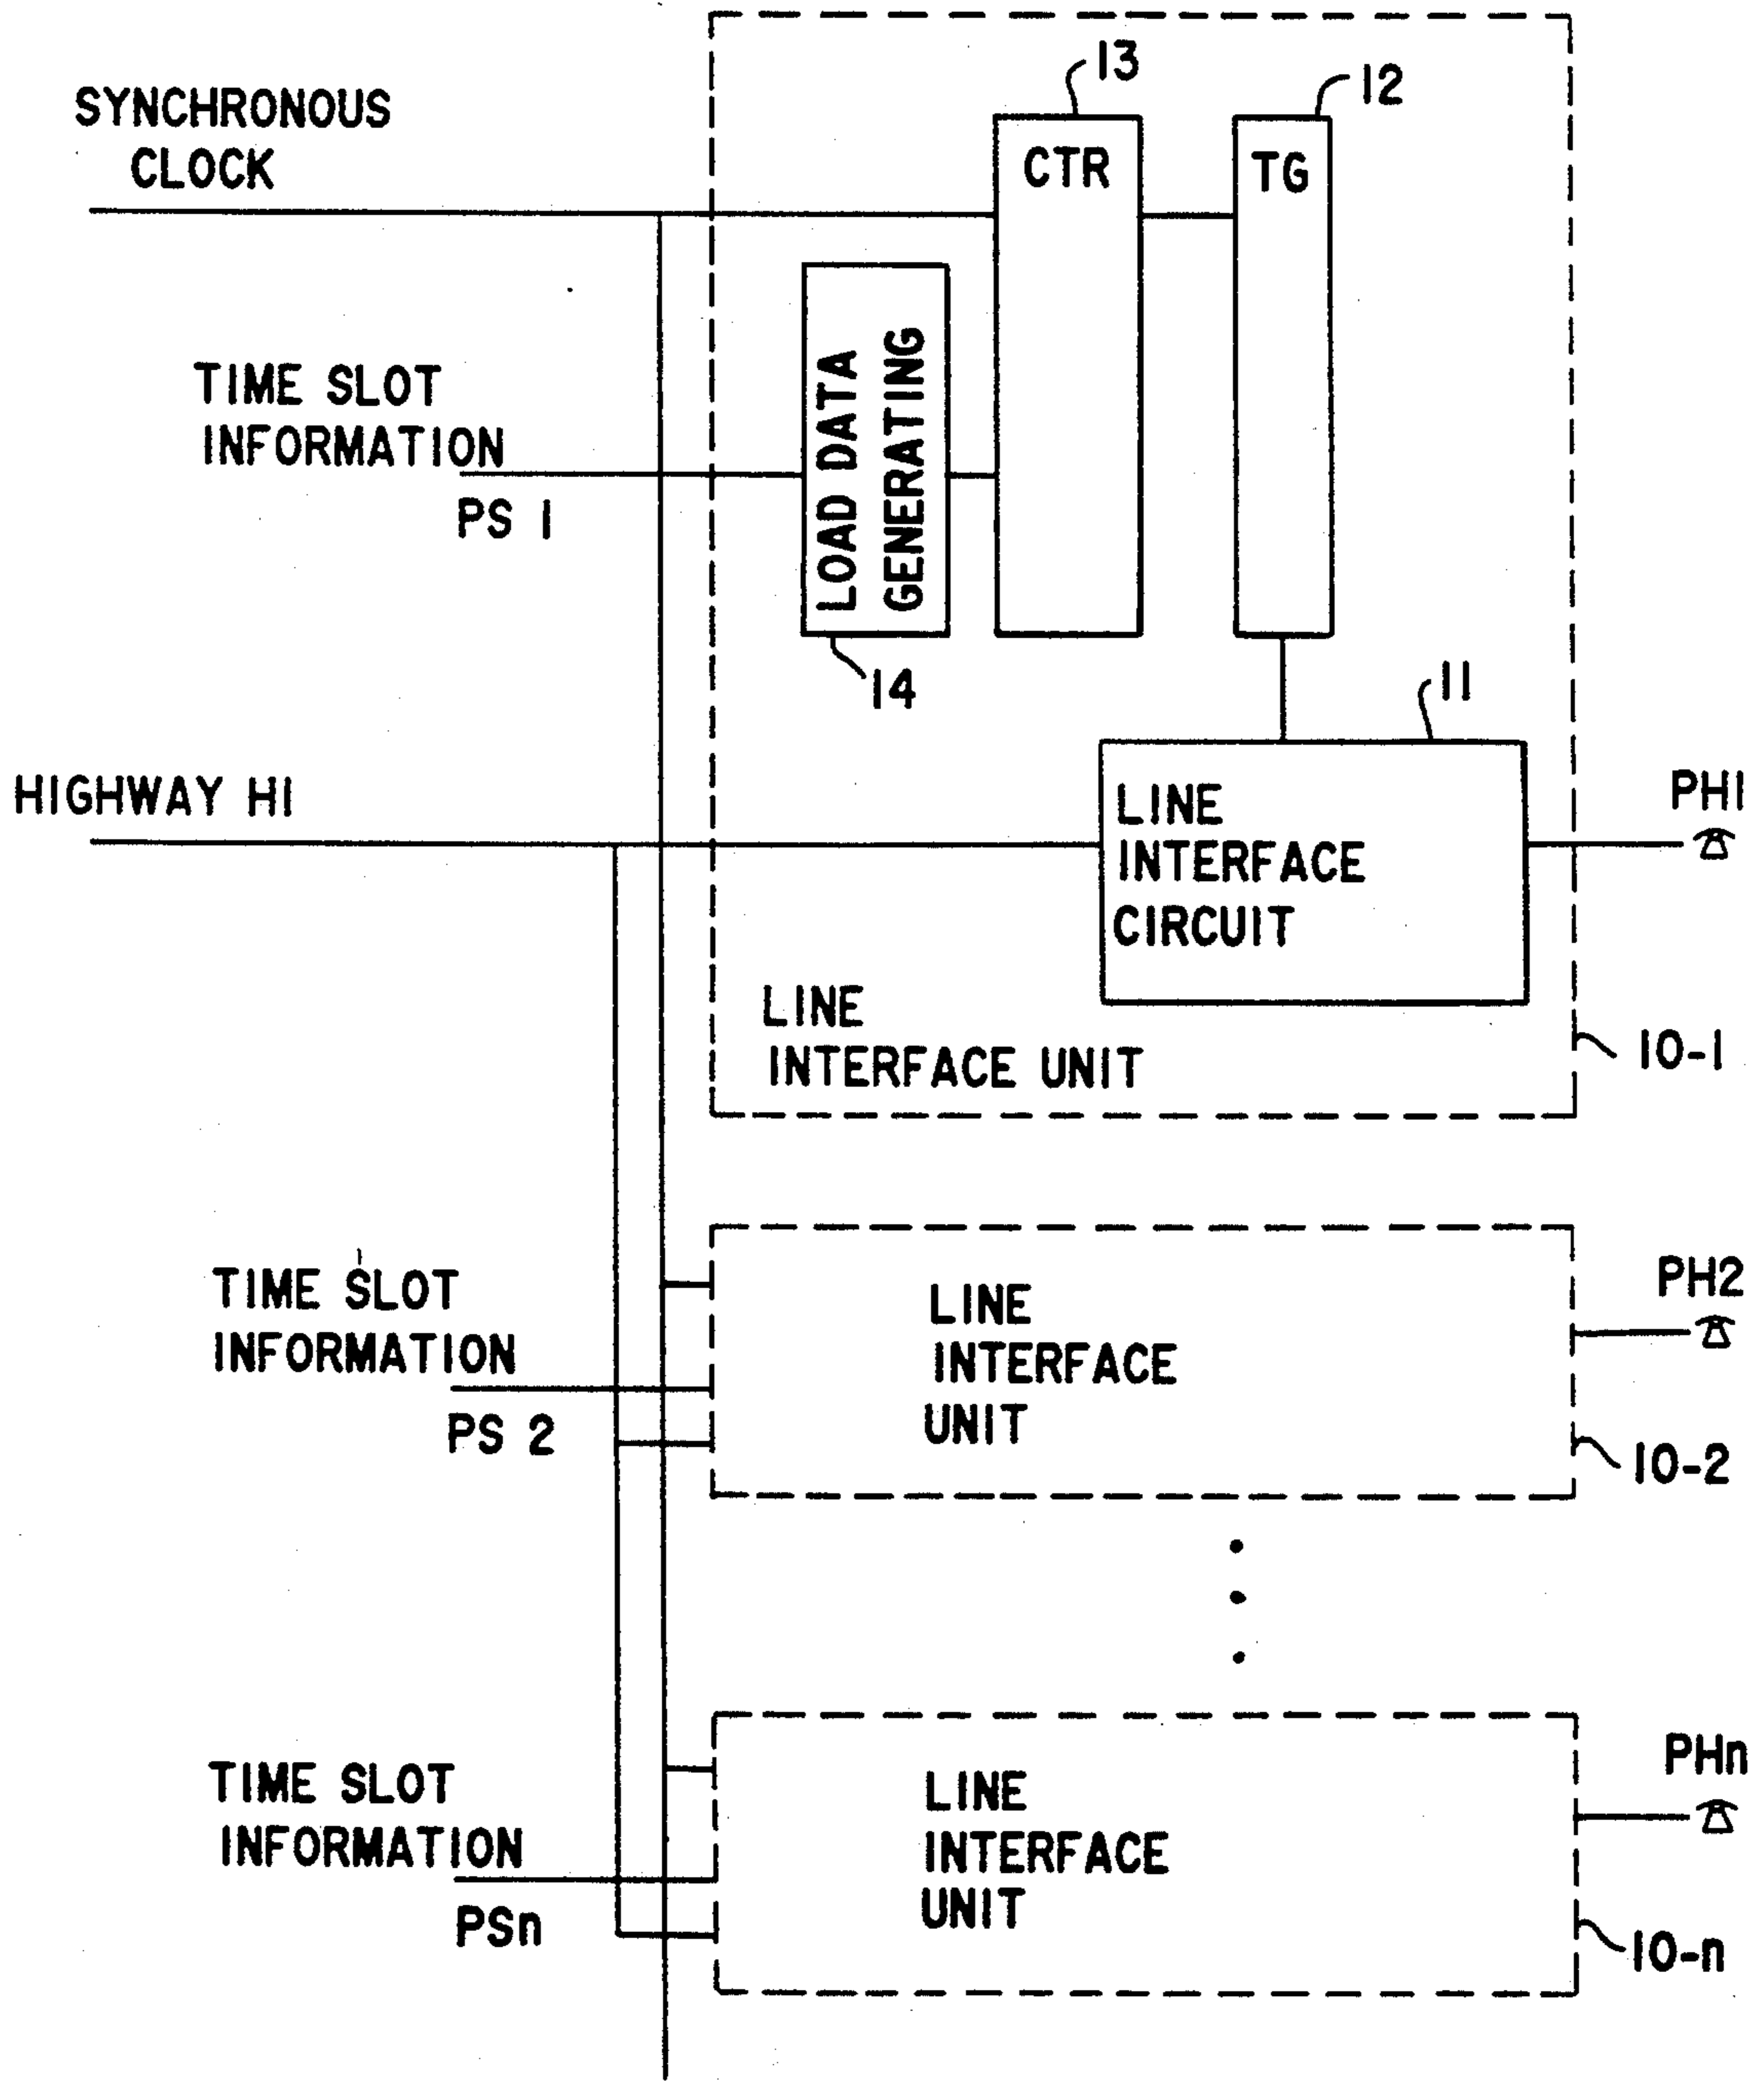 13
12
SYNCHRONOUS
CLOCK
CTR
TG
TIME SLOT
INFORMATION
PS 1
LOAD DATA
GENERATING
14
11
HIGHWAY H1
LINE
INTERFACE
CIRCUIT
PH1
LINE
INTERFACE UNIT
10-1
TIME SLOT
INFORMATION
PS 2
LINE
INTERFACE
UNIT
PH2
10-2
TIME SLOT
INFORMATION
PSn
LINE
INTERFACE
UNIT
PHn
10-n